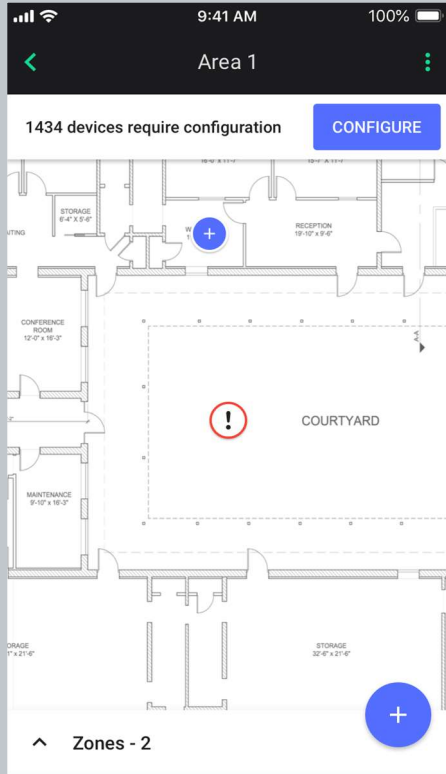 9:41 AM
100%
Area 1
1434 devices require configuration
CONFIGURE
STORAGE
6'-4" X 5'-6"
RECEPTION
19'-10" x 9'-6"
CONFERENCE
ROOM
12'-0" x 16'-3"
A-A
!
COURTYARD
MAINTENANCE
9'-10" x 16'-3"
STORAGE
32'-6" x 21'-6"
Zones - 2